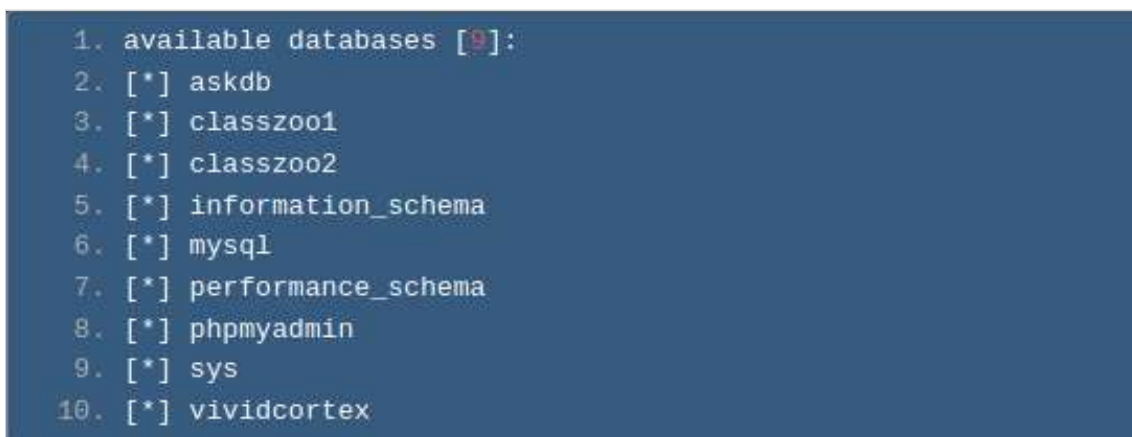 1. available databases [9]:
2. [*] askdb
3. [*] classzoo1
4. [*] classzoo2
5. [*] information_schema
6. [*] mysql
7. [*] performance_schema
8. [*] phpmyadmin
9. [*] sys
10. [*] vividcortex